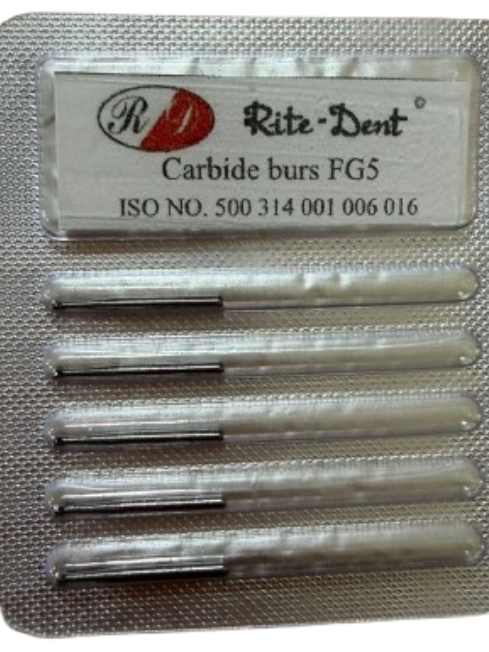 RD Rite-Dent®
Carbide burs FG5
ISO NO. 500 314 001 006 016